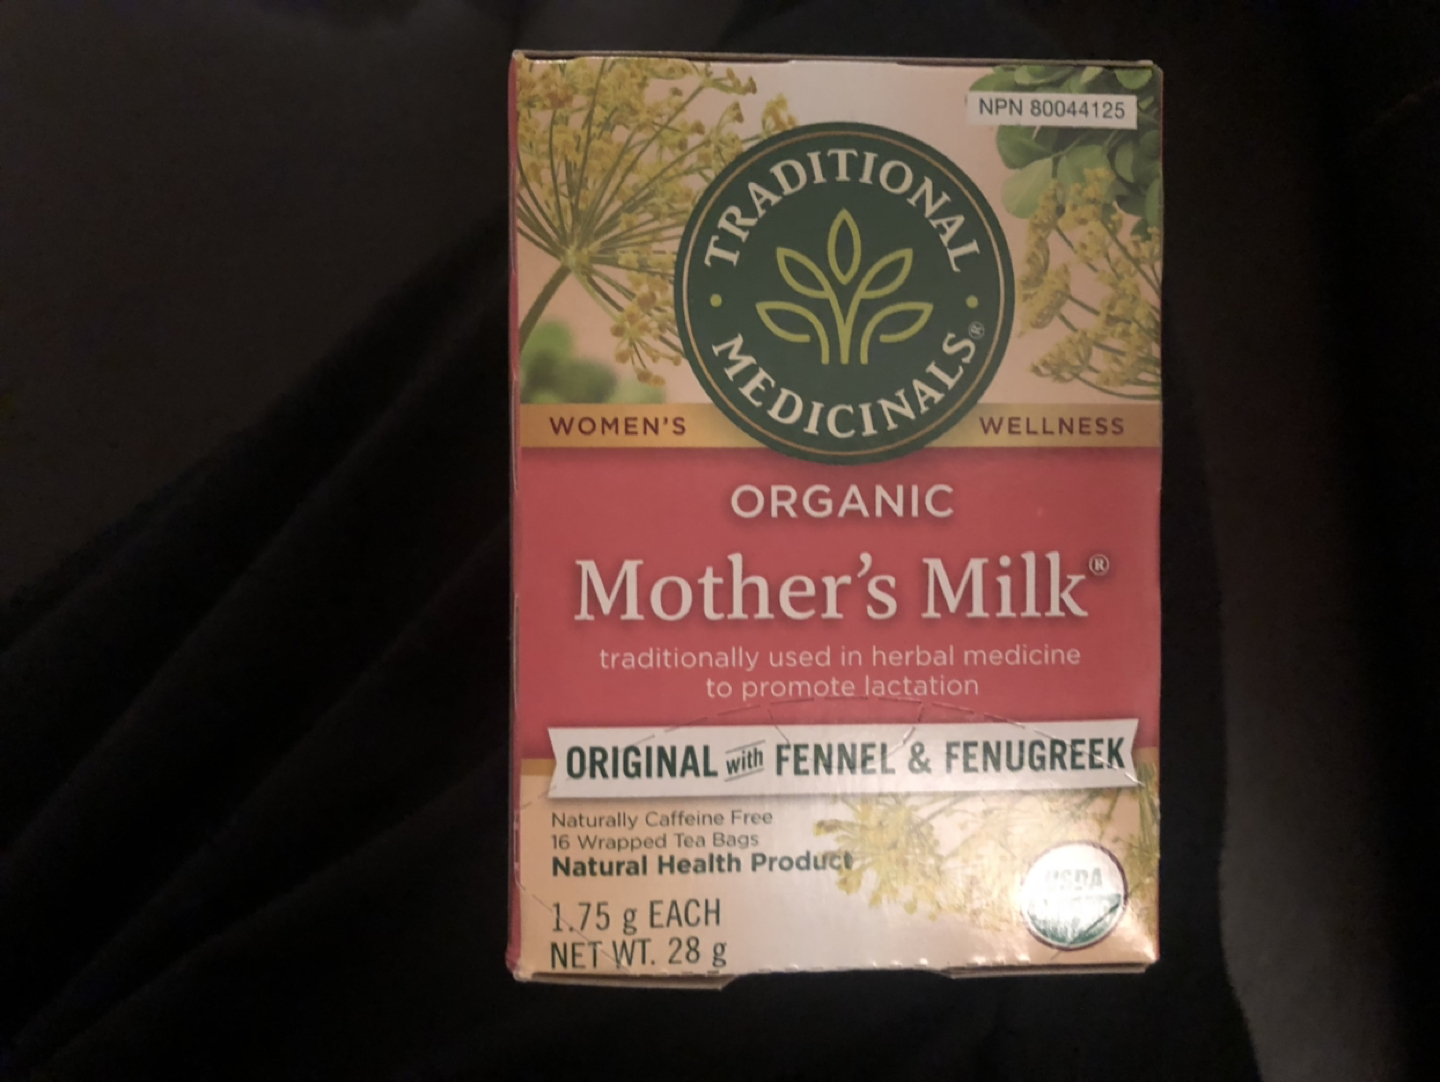 NPN 80044125
TRADITIONAL
MEDICINALS®
WOMEN'S WELLNESS
ORGANIC
Mother's Milk®
traditionally used in herbal medicine
to promote lactation
ORIGINAL with FENNEL & FENUGREEK
Naturally Caffeine Free
16 Wrapped Tea Bags
Natural Health Product
1.75 g EACH
NET WT. 28 g
USDA